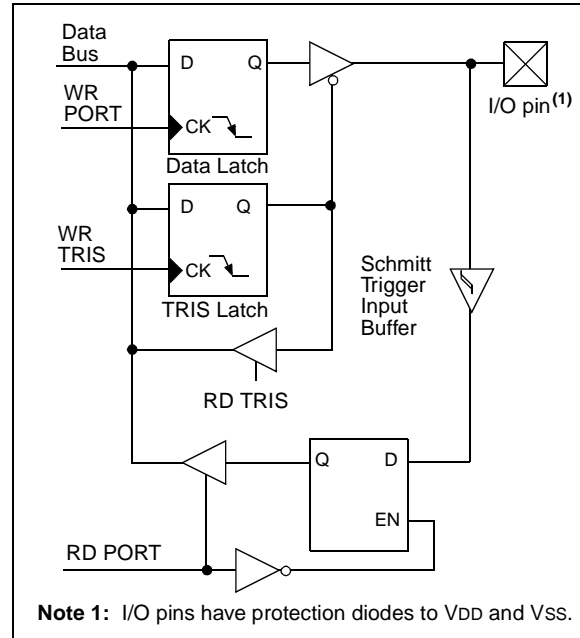 Data
Bus
D
Q
WR
PORT
CK
I/O pin(1)
Data Latch
D
Q
WR
TRIS
CK
TRIS Latch
Schmitt
Trigger
Input
Buffer
RD TRIS
Q
D
EN
RD PORT
Note 1: I/O pins have protection diodes to VDD and VSS.